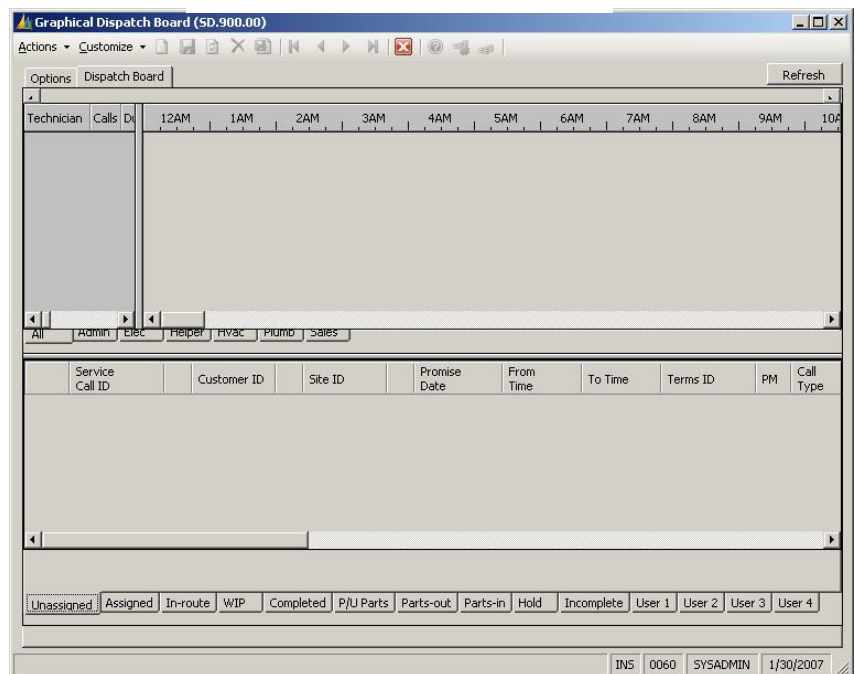 Graphical Dispatch Board (SD.900.00)
Actions Customize
Options Dispatch Board Refresh
Technician Calls Du 12AM 1AM 2AM 3AM 4AM 5AM 6AM 7AM 8AM 9AM 10A
All Admin Elec Helper Hvac Plumb Sales
Service Call ID Customer ID Site ID Promise Date From Time To Time Terms ID PM Call Type
Unassigned Assigned In-route WIP Completed P/U Parts Parts-out Parts-in Hold Incomplete User 1 User 2 User 3 User 4
INS 0060 SYSADMIN 1/30/2007